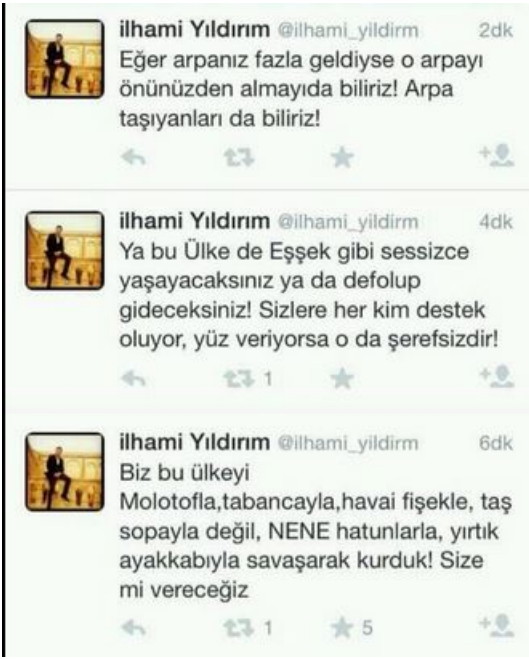 ilhami Yıldırım @ilhami_yildirm 2dk
Eğer arpanız fazla geldiyse o arpayı
önünüzden almayıda biliriz! Arpa
taşıyanları da biliriz!
ilhami Yıldırım @ilhami_yildirm 4dk
Ya bu Ülke de Eşşek gibi sessizce
yaşayacaksınız ya da defolup
gideceksiniz! Sizlere her kim destek
oluyor, yüz veriyorsa o da şerefsizdir!
1
ilhami Yıldırım @ilhami_yildirm 6dk
Biz bu ülkeyi
Molotofla,tabancayla,havai fişekle, taş
sopayla değil, NENE hatunlarla, yırtık
ayakkabıyla savaşarak kurduk! Size
mi vereceğiz
1 5